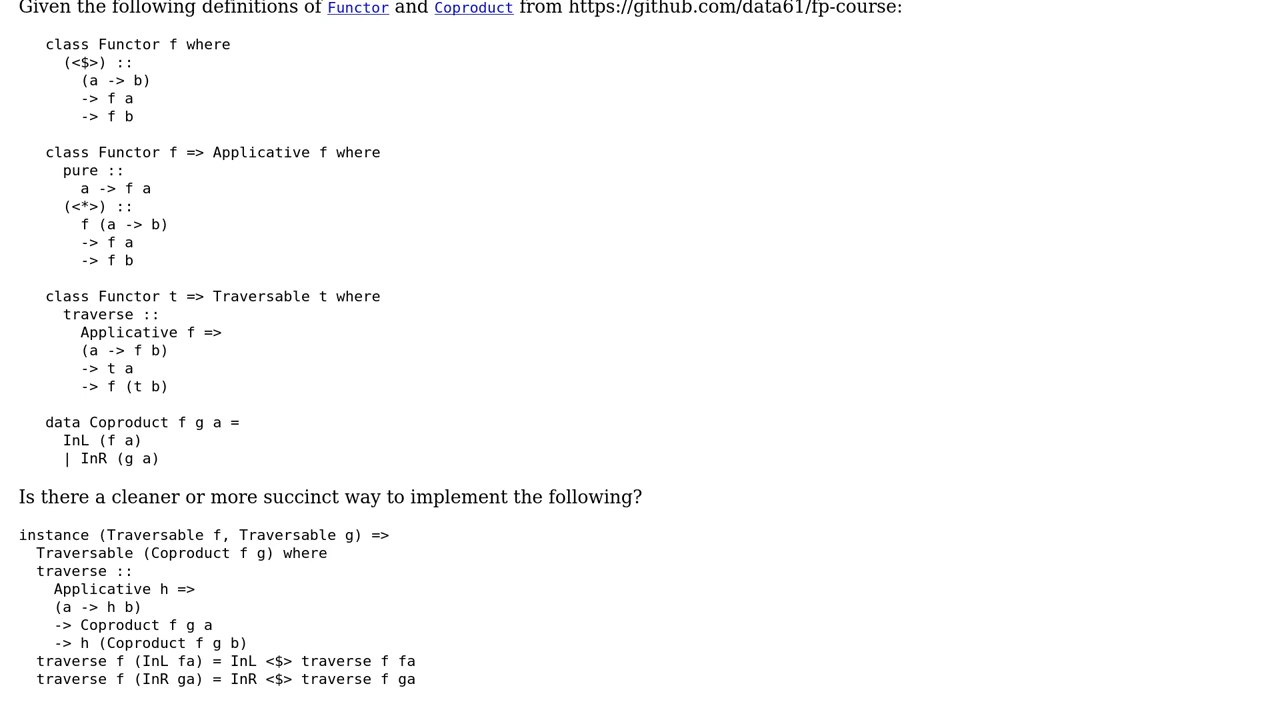 Given the following definitions of Functor and Coproduct from https://github.com/data61/fp-course:
class Functor f where
  (<$>) ::
    (a -> b)
    -> f a
    -> f b
class Functor f => Applicative f where
  pure ::
    a -> f a
  (<*>) ::
    f (a -> b)
    -> f a
    -> f b
class Functor t => Traversable t where
  traverse ::
    Applicative f =>
    (a -> f b)
    -> t a
    -> f (t b)
data Coproduct f g a =
  InL (f a)
  | InR (g a)
Is there a cleaner or more succinct way to implement the following?
instance (Traversable f, Traversable g) =>
  Traversable (Coproduct f g) where
  traverse ::
    Applicative h =>
    (a -> h b)
    -> Coproduct f g a
    -> h (Coproduct f g b)
  traverse f (InL fa) = InL <$> traverse f fa
  traverse f (InR ga) = InR <$> traverse f ga